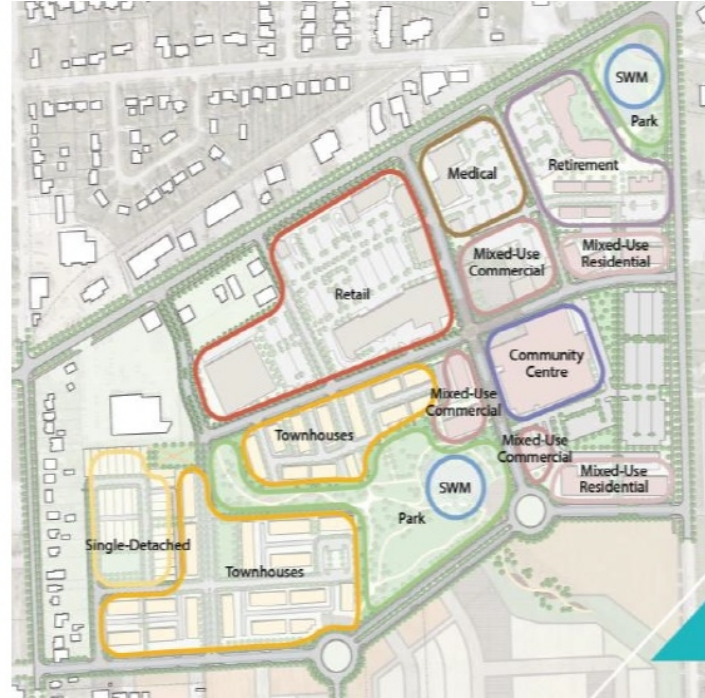 SWM
Park
Medical
Retirement
Mixed-Use
Commercial
Mixed-Use
Residential
Retail
Community
Centre
Mixed-Use
Commercial
Townhouses
Mixed-Use
Commercial
Mixed-Use
Residential
SWM
Park
Single-Detached
Townhouses